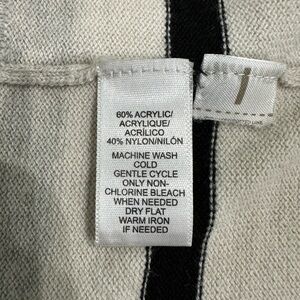 60% ACRYLIC/
ACRYLIQUE/
ACRÍLICO
40% NYLON/NILÓN
MACHINE WASH
COLD
GENTLE CYCLE
ONLY NON-
CHLORINE BLEACH
WHEN NEEDED
DRY FLAT
WARM IRON
IF NEEDED